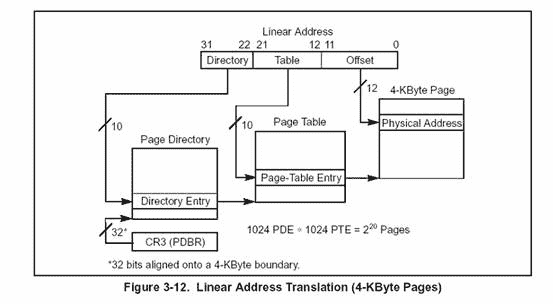 Linear Address
31 22 21 12 11 0
Directory Table Offset
12 4-KByte Page
10 10 Page Table Physical Address
Page Directory
Page-Table Entry
Directory Entry
32* 1024 PDE * 1024 PTE = 2²⁰ Pages
CR3 (PDBR)
*32 bits aligned onto a 4-KByte boundary.
Figure 3-12. Linear Address Translation (4-KByte Pages)